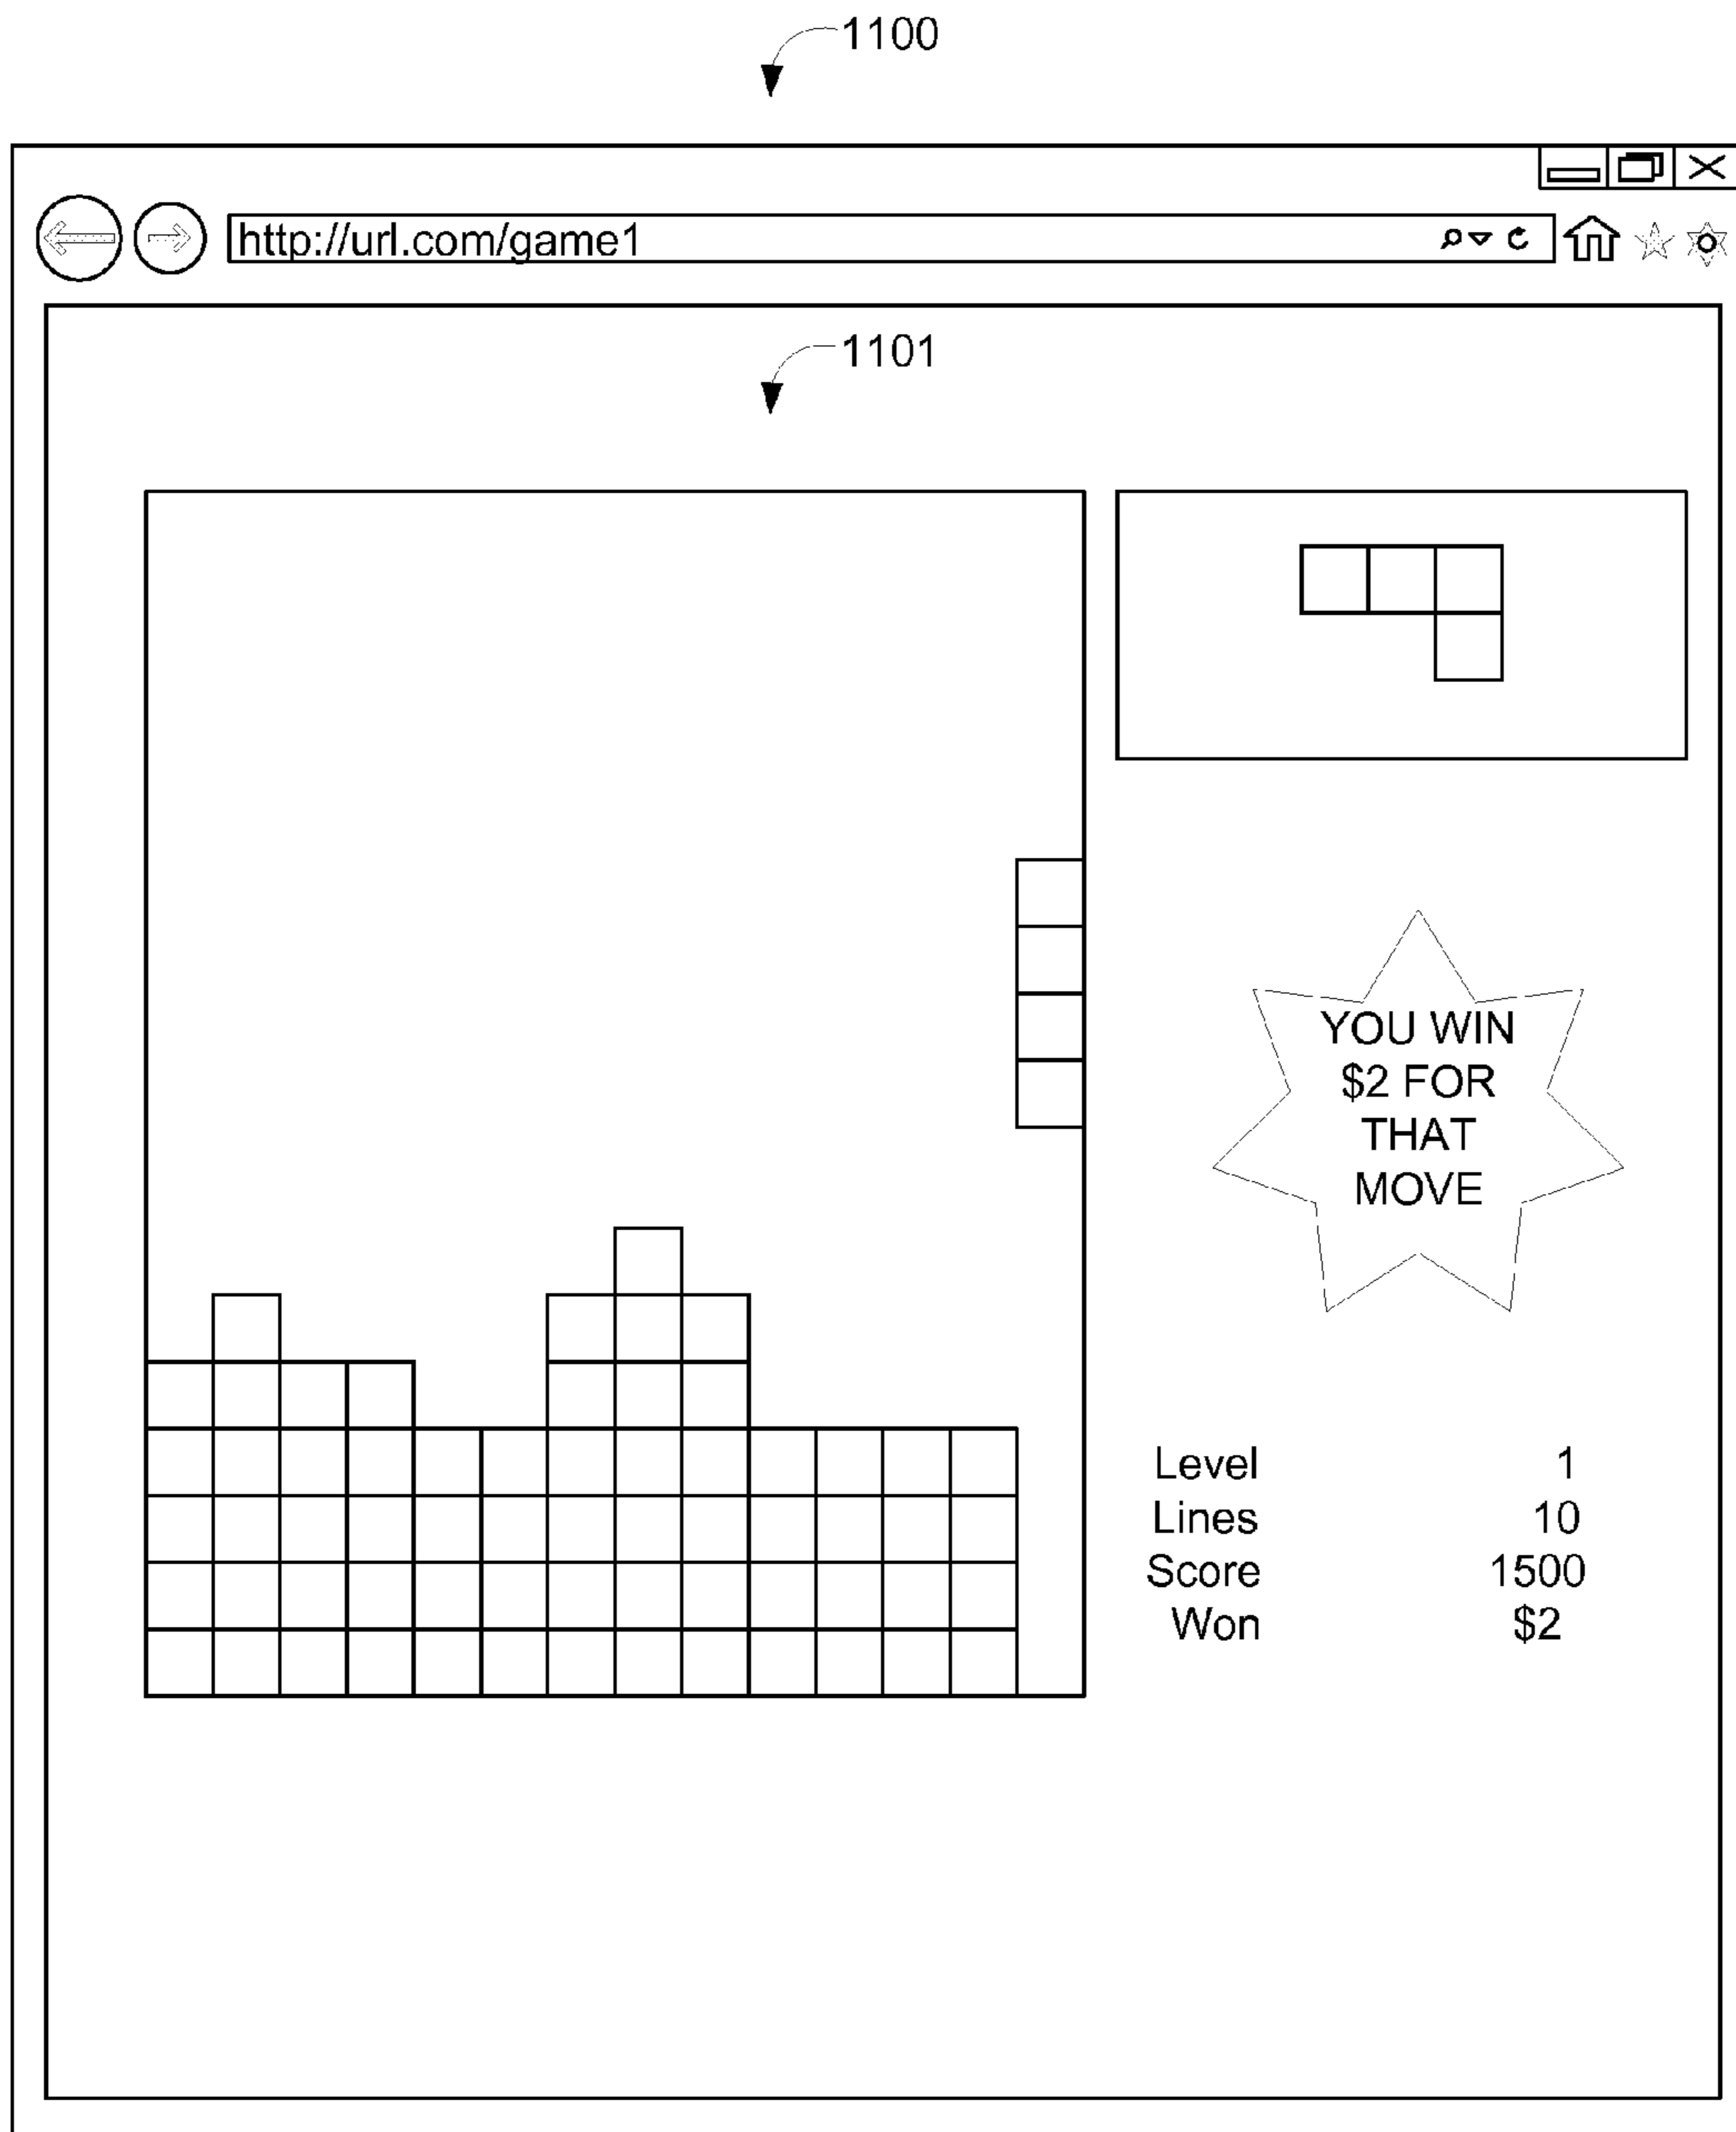 1100
http://url.com/game1
1101
YOU WIN
$2 FOR
THAT
MOVE
Level 1
Lines 10
Score 1500
Won $2